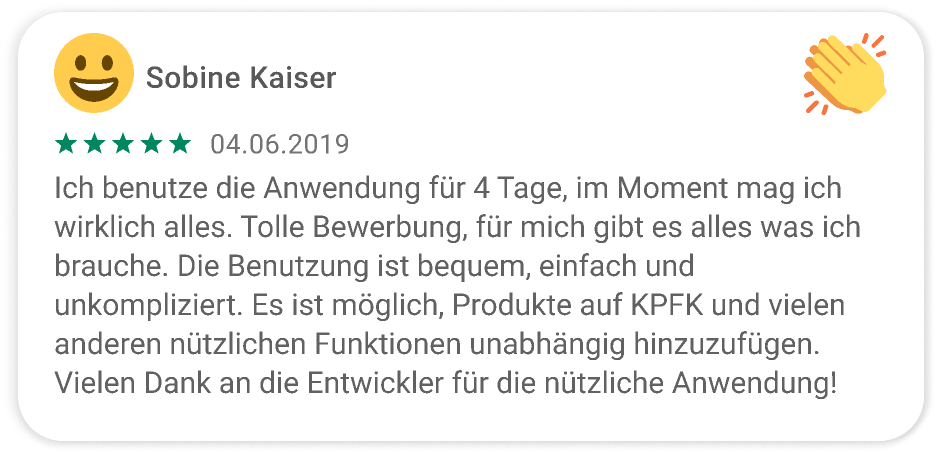 Sobine Kaiser
04.06.2019
Ich benutze die Anwendung für 4 Tage, im Moment mag ich
wirklich alles. Tolle Bewerbung, für mich gibt es alles was ich
brauche. Die Benutzung ist bequem, einfach und
unkompliziert. Es ist möglich, Produkte auf KPFK und vielen
anderen nützlichen Funktionen unabhängig hinzuzufügen.
Vielen Dank an die Entwickler für die nützliche Anwendung!